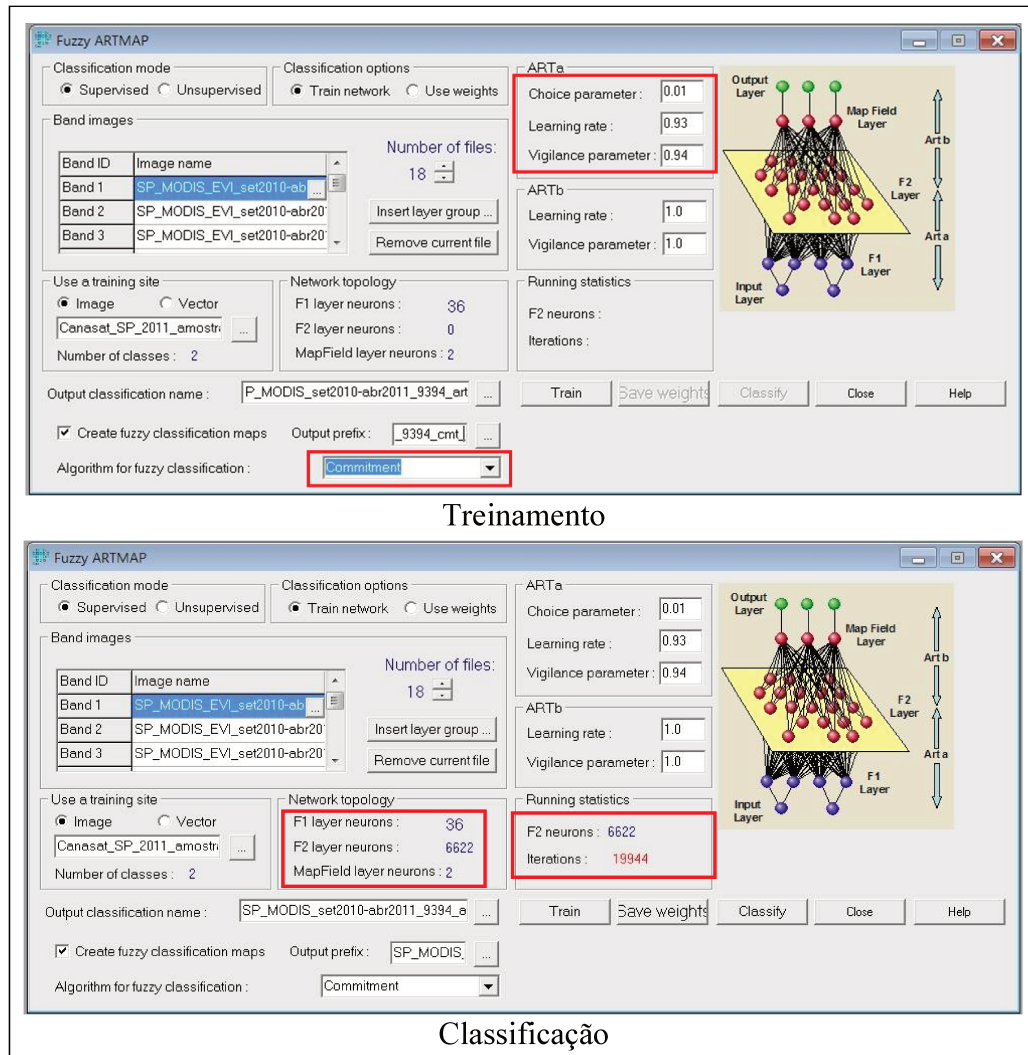 Fuzzy ARTMAP
Classification mode
Supervised Unsupervised
Classification options
Train network Use weights
Band images
Number of files:
18
Band ID Image name
Band 1 SP_MODIS_EVI_set2010-ab ...
Band 2 SP_MODIS_EVI_set2010-abr20
Band 3 SP_MODIS_EVI_set2010-abr20
Insert layer group ...
Remove current file
Use a training site
Image Vector
Canasat_SP_2011_amostr ...
Number of classes : 2
Network topology
F1 layer neurons : 36
F2 layer neurons : 0
MapField layer neurons : 2
ARTa
Choice parameter : 0.01
Learning rate : 0.93
Vigilance parameter : 0.94
ARTb
Learning rate : 1.0
Vigilance parameter : 1.0
Running statistics
F2 neurons :
Iterations :
Output Layer
Map Field Layer
Art b
F2 Layer
Art a
F1 Layer
Input Layer
Output classification name : P_MODIS_set2010-abr2011_9394_art ...
Train Save weights Classify Close Help
Create fuzzy classification maps Output prefix : _9394_cmt_ ...
Algorithm for fuzzy classification : Commitment
Treinamento
Fuzzy ARTMAP
Classification mode
Supervised Unsupervised
Classification options
Train network Use weights
Band images
Number of files:
18
Band ID Image name
Band 1 SP_MODIS_EVI_set2010-ab ...
Band 2 SP_MODIS_EVI_set2010-abr20
Band 3 SP_MODIS_EVI_set2010-abr20
Insert layer group ...
Remove current file
Use a training site
Image Vector
Canasat_SP_2011_amostr ...
Number of classes : 2
Network topology
F1 layer neurons : 36
F2 layer neurons : 6622
MapField layer neurons : 2
ARTa
Choice parameter : 0.01
Learning rate : 0.93
Vigilance parameter : 0.94
ARTb
Learning rate : 1.0
Vigilance parameter : 1.0
Running statistics
F2 neurons : 6622
Iterations : 19944
Output Layer
Map Field Layer
Art b
F2 Layer
Art a
F1 Layer
Input Layer
Output classification name : SP_MODIS_set2010-abr2011_9394_a ...
Train Save weights Classify Close Help
Create fuzzy classification maps Output prefix : SP_MODIS_ ...
Algorithm for fuzzy classification : Commitment
Classificação